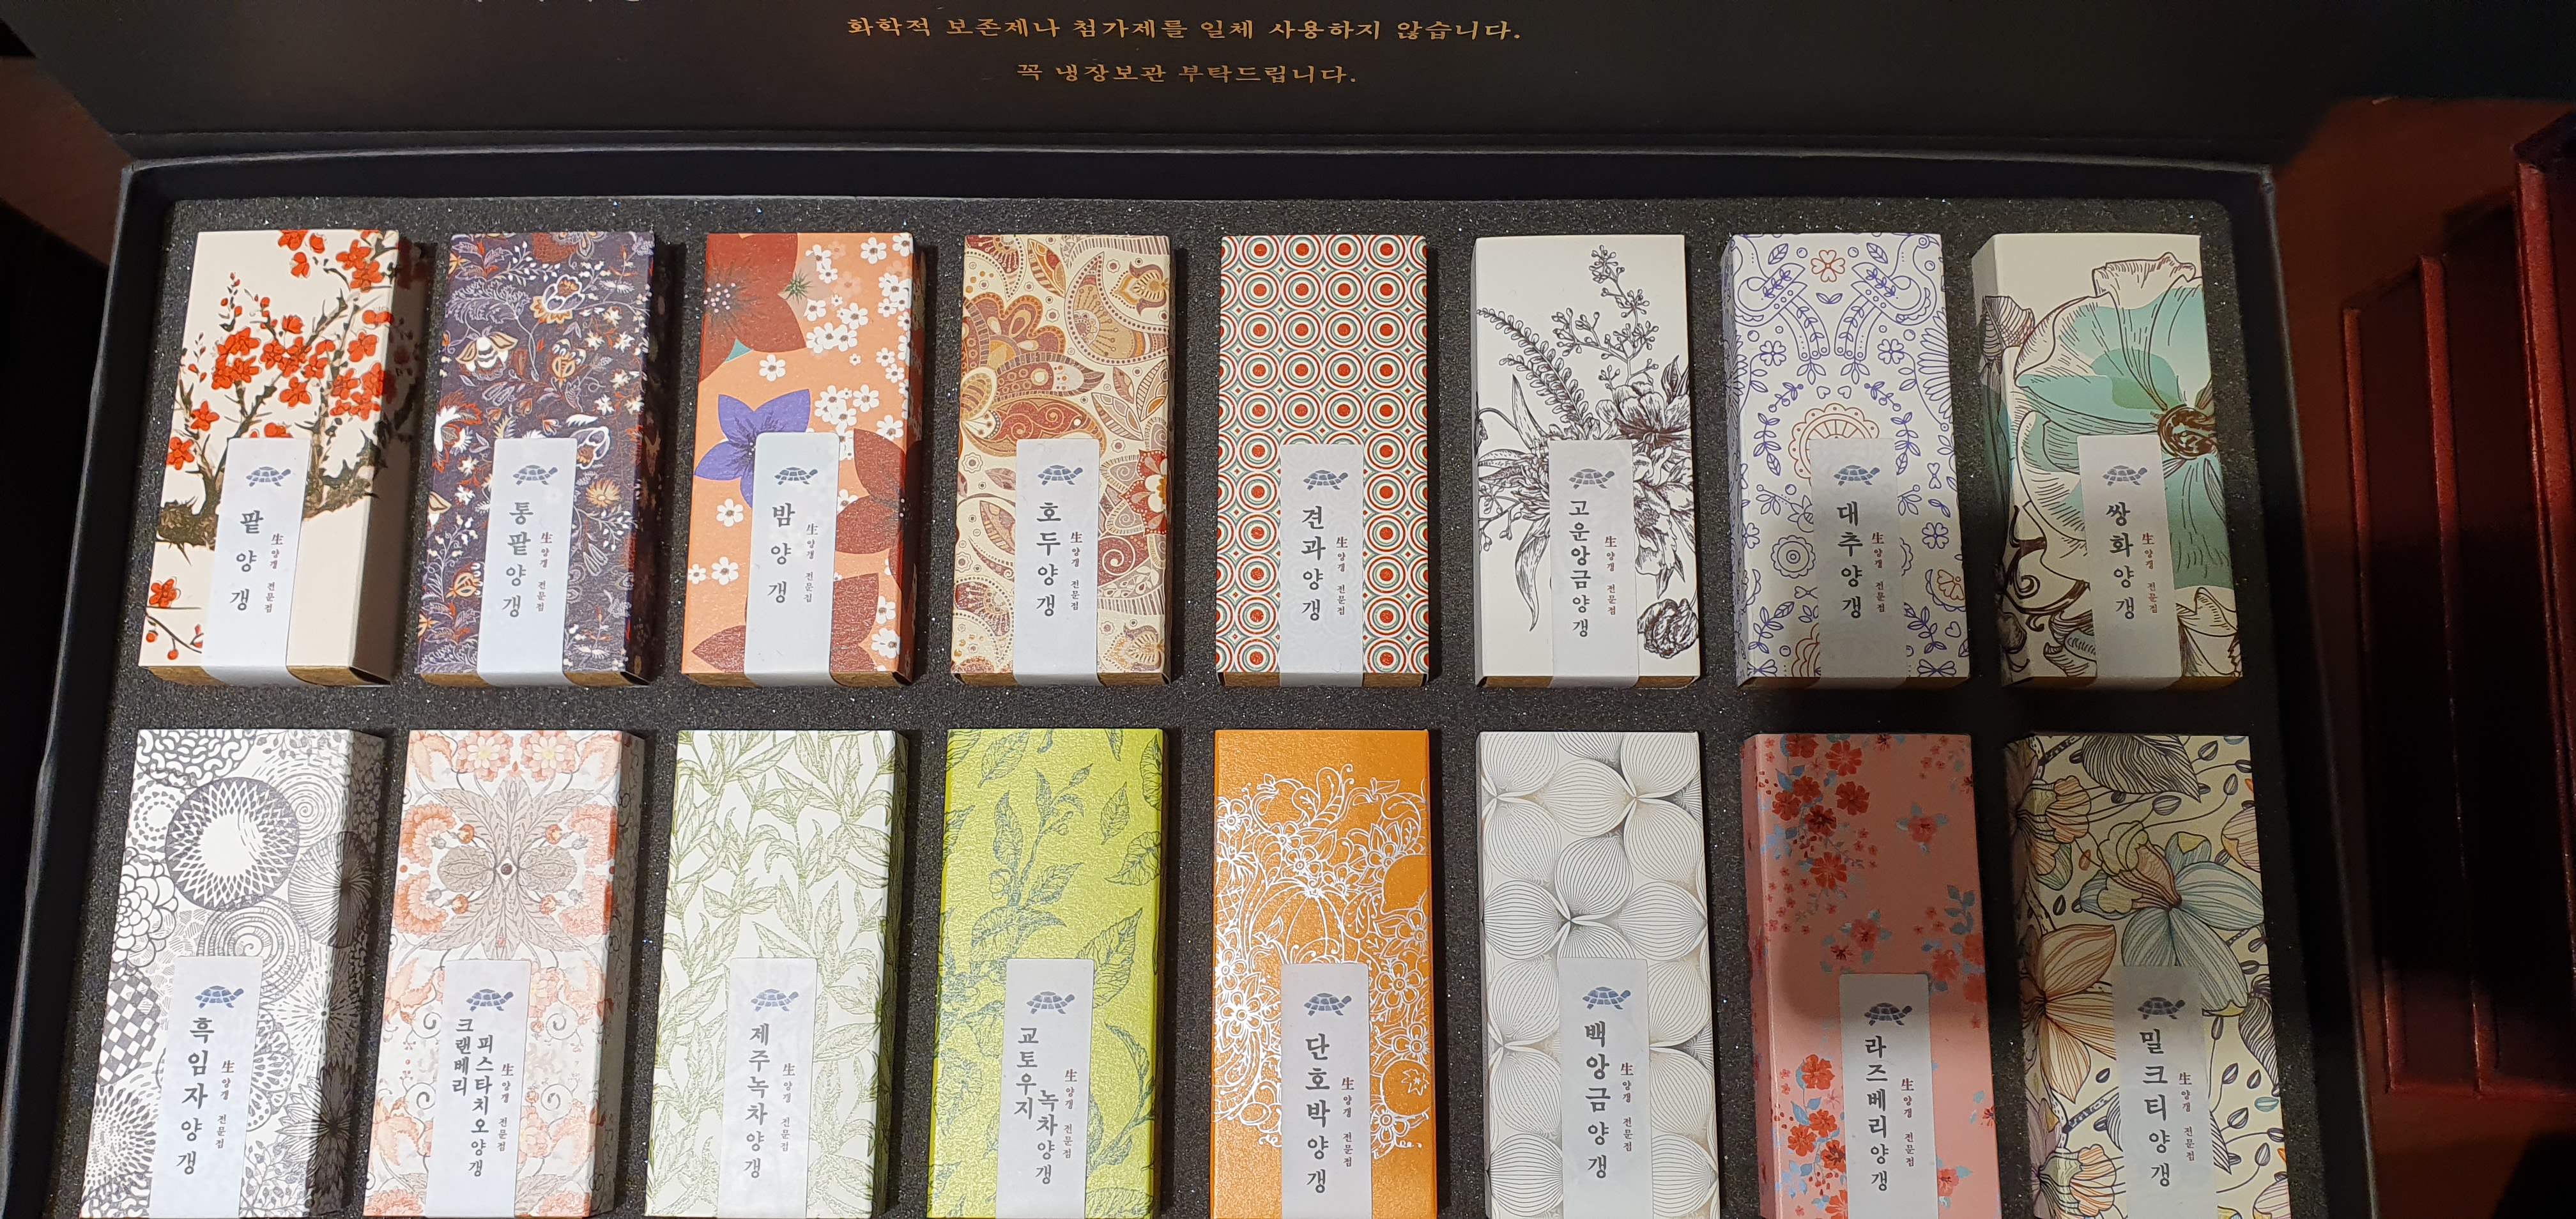 화학적 보존제나 첨가제를 일체 사용하지 않습니다.
꼭 냉장보관 부탁드립니다.
팥양갱
生 양갱 전문점
통팥양갱
生 양갱 전문점
밤양갱
生 양갱 전문점
호두양갱
生 양갱 전문점
견과양갱
生 양갱 전문점
고운앙금양갱
生 양갱 전문점
대추양갱
生 양갱 전문점
쌍화양갱
生 양갱 전문점
흑임자양갱
生 양갱 전문점
크랜베리
피스타치오양갱
生 양갱 전문점
제주녹차양갱
生 양갱 전문점
교토우지
녹차양갱
生 양갱 전문점
단호박양갱
生 양갱 전문점
백앙금양갱
生 양갱 전문점
라즈베리양갱
生 양갱 전문점
밀크티양갱
生 양갱 전문점